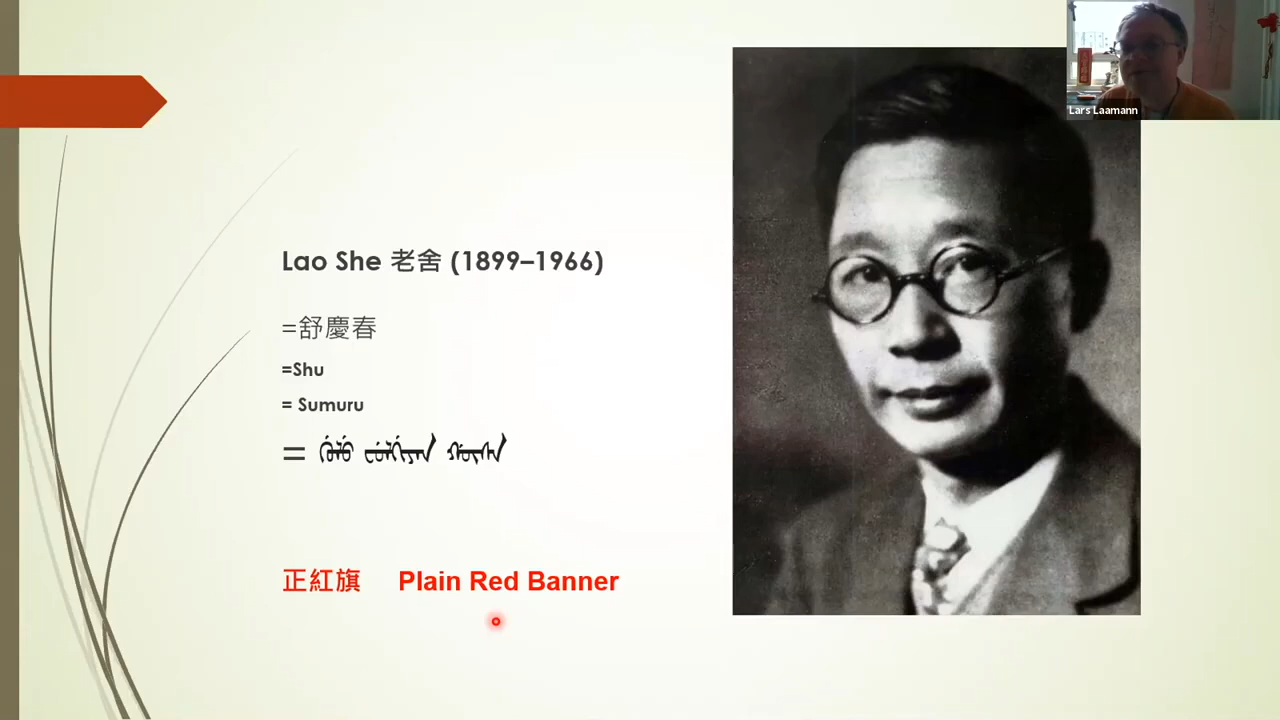 Lao She 老舍 (1899–1966)
=舒慶春
=Shu
= Sumuru
正紅旗 Plain Red Banner
Lars Laamann